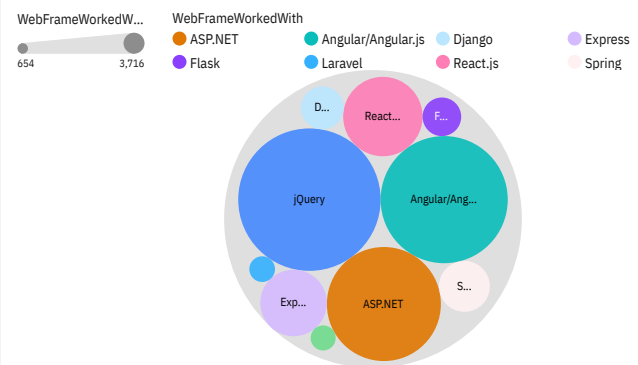 WebFrameWorkedW...
654 3,716
WebFrameWorkedWith
ASP.NET Angular/Angular.js Django Express
Flask Laravel React.js Spring
D... React... F...
jQuery Angular/Ang...
S...
Exp... ASP.NET